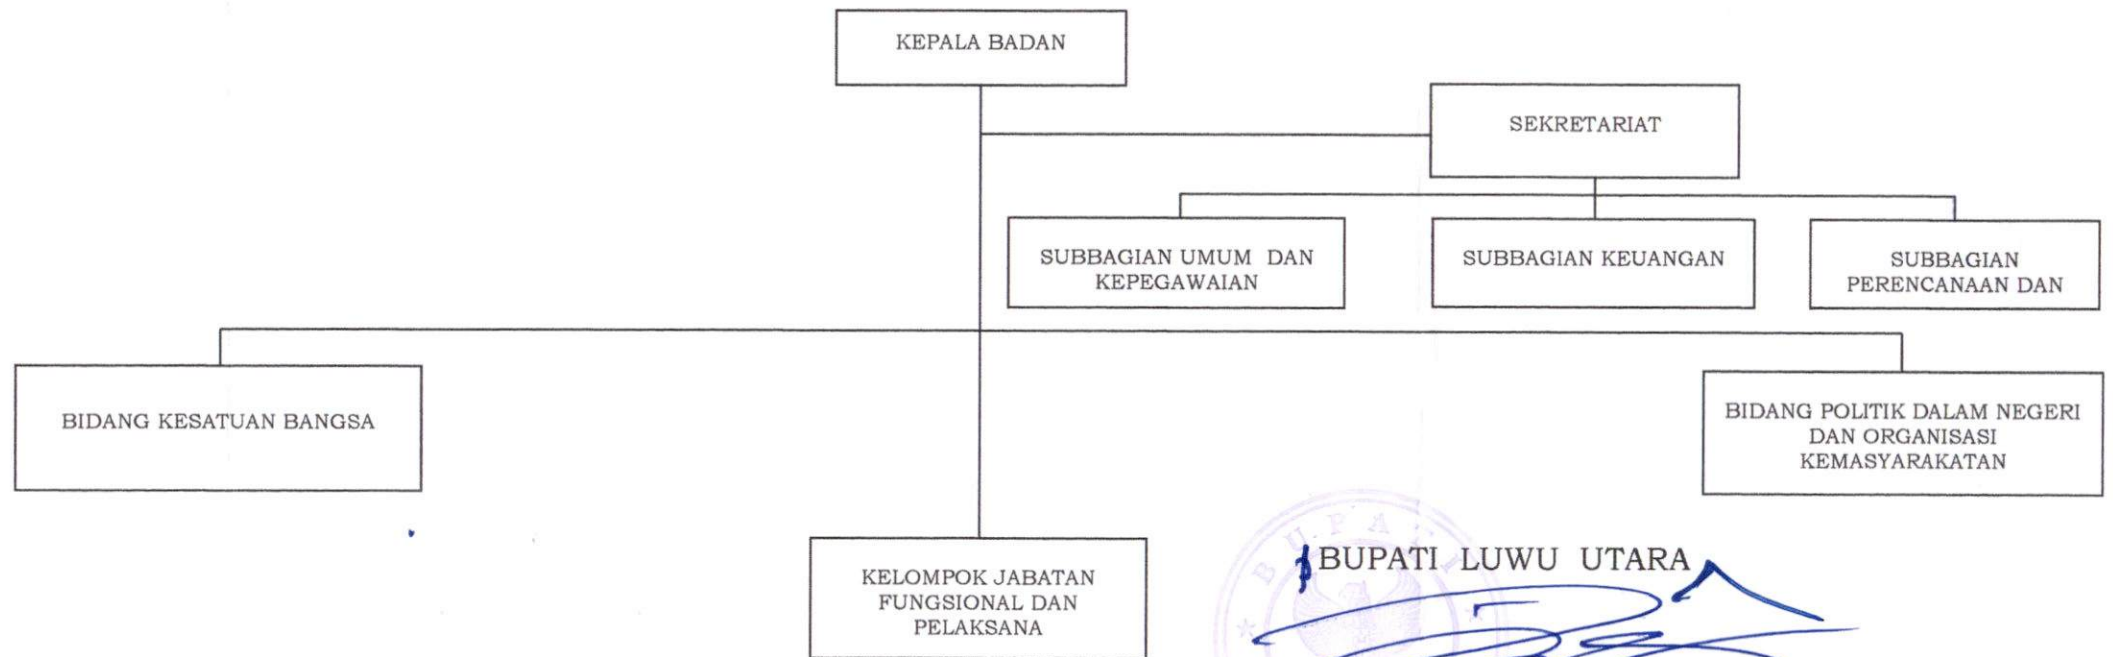 KEPALA BADAN
SEKRETARIAT
SUBBAGIAN UMUM DAN
KEPEGAWAIAN
SUBBAGIAN KEUANGAN
SUBBAGIAN
PERENCANAAN DAN
BIDANG KESATUAN BANGSA
BIDANG POLITIK DALAM NEGERI
DAN ORGANISASI
KEMASYARAKATAN
KELOMPOK JABATAN
FUNGSIONAL DAN
PELAKSANA
BUPATI
BUPATI LUWU UTARA